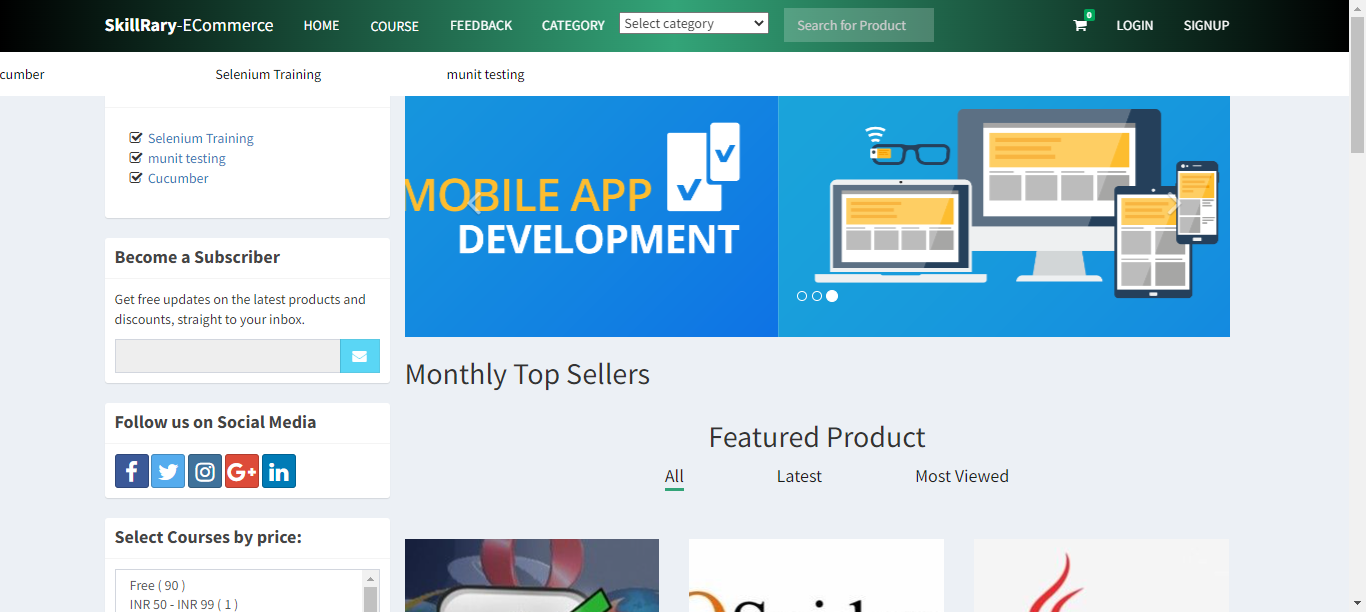 SkillRary-ECommerce HOME COURSE FEEDBACK CATEGORY Select category Search for Product 0 LOGIN SIGNUP
cumber Selenium Training munit testing
Selenium Training
munit testing
Cucumber
MOBILE APP
DEVELOPMENT
Become a Subscriber
Get free updates on the latest products and
discounts, straight to your inbox.
Follow us on Social Media
Select Courses by price:
Free ( 90 )
INR 50 - INR 99 ( 1 )
Monthly Top Sellers
Featured Product
All Latest Most Viewed